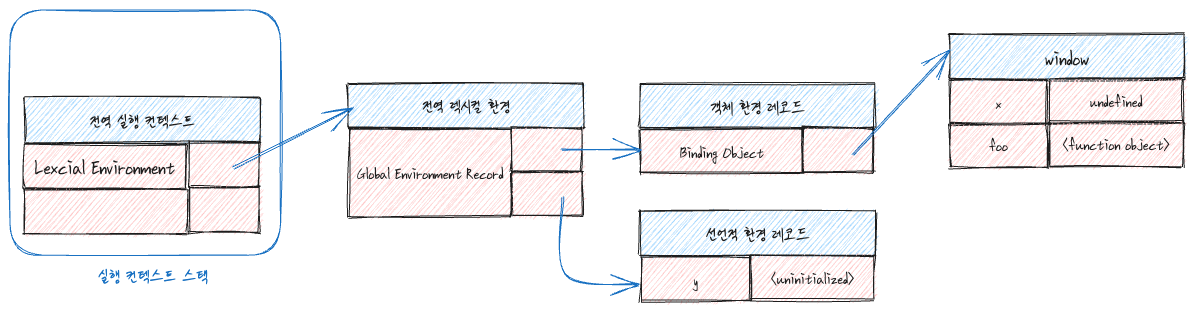 전역 실행 컨텍스트
Lexcial Environment
실행 컨텍스트 스택
전역 렉시컬 환경
Global Environment Record
객체 환경 레코드
Binding Object
선언적 환경 레코드
y
<uninitialized>
window
x
undefined
foo
<function object>